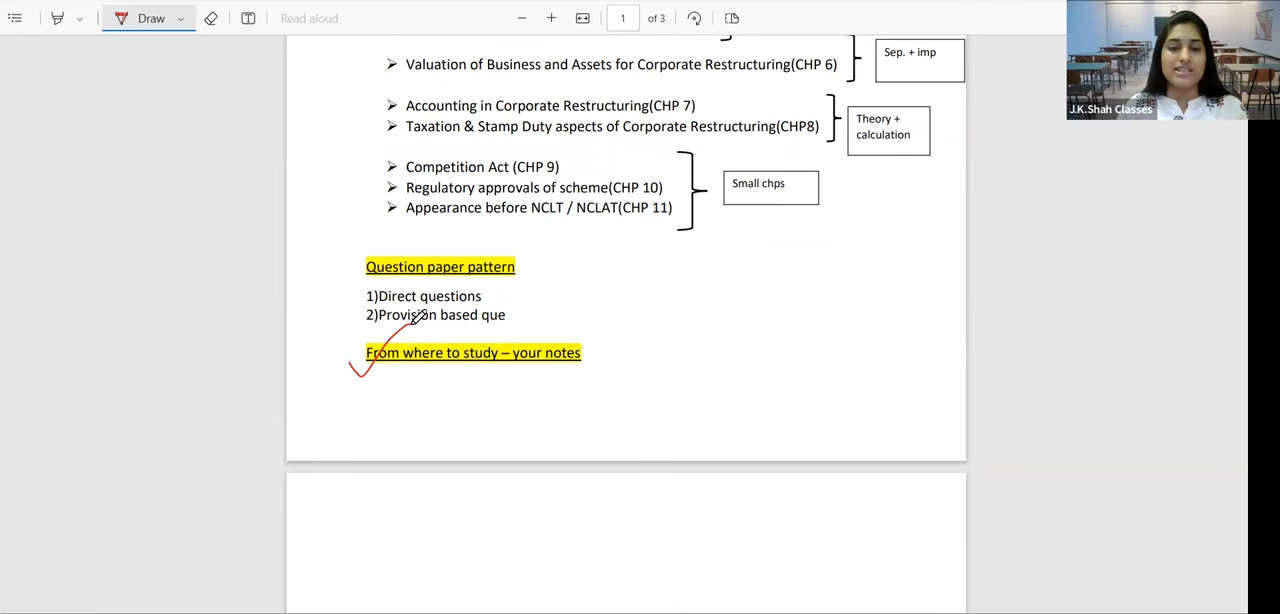 Draw
Read aloud
1
of 3
Sep. + imp
➢ Valuation of Business and Assets for Corporate Restructuring(CHP 6)
➢ Accounting in Corporate Restructuring(CHP 7)
➢ Taxation & Stamp Duty aspects of Corporate Restructuring(CHP8)
Theory +
calculation
➢ Competition Act (CHP 9)
➢ Regulatory approvals of scheme(CHP 10)
➢ Appearance before NCLT / NCLAT(CHP 11)
Small chps
Question paper pattern
1)Direct questions
2)Provision based que
From where to study – your notes
J.K.Shah Classes